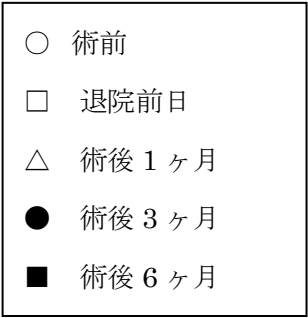 ○ 術前
□ 退院前日
△ 術後 1 ヶ月
● 術後 3 ヶ月
■ 術後 6 ヶ月